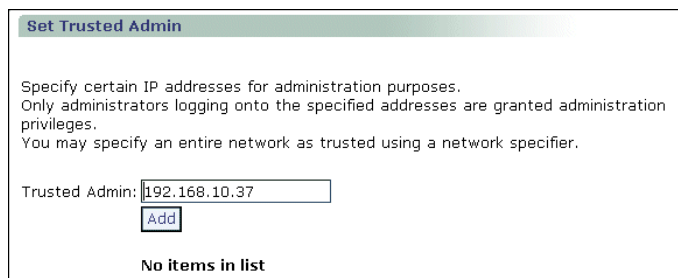 Set Trusted Admin
Specify certain IP addresses for administration purposes.
Only administrators logging onto the specified addresses are granted administration
privileges.
You may specify an entire network as trusted using a network specifier.
Trusted Admin: 192.168.10.37
Add
No items in list